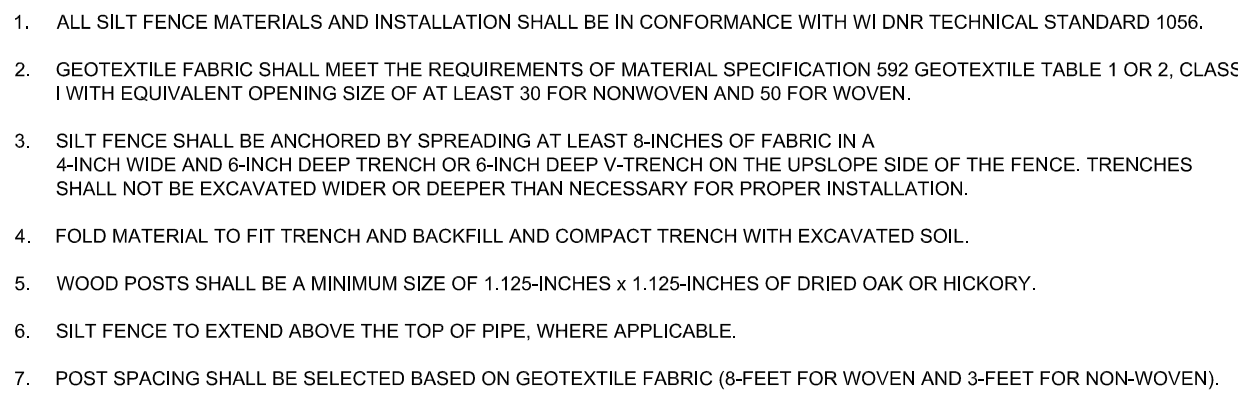 1. ALL SILT FENCE MATERIALS AND INSTALLATION SHALL BE IN CONFORMANCE WITH WI DNR TECHNICAL STANDARD 1056.
2. GEOTEXTILE FABRIC SHALL MEET THE REQUIREMENTS OF MATERIAL SPECIFICATION 592 GEOTEXTILE TABLE 1 OR 2, CLASS
I WITH EQUIVALENT OPENING SIZE OF AT LEAST 30 FOR NONWOVEN AND 50 FOR WOVEN.
3. SILT FENCE SHALL BE ANCHORED BY SPREADING AT LEAST 8-INCHES OF FABRIC IN A
4-INCH WIDE AND 6-INCH DEEP TRENCH OR 6-INCH DEEP V-TRENCH ON THE UPSLOPE SIDE OF THE FENCE. TRENCHES
SHALL NOT BE EXCAVATED WIDER OR DEEPER THAN NECESSARY FOR PROPER INSTALLATION.
4. FOLD MATERIAL TO FIT TRENCH AND BACKFILL AND COMPACT TRENCH WITH EXCAVATED SOIL.
5. WOOD POSTS SHALL BE A MINIMUM SIZE OF 1.125-INCHES x 1.125-INCHES OF DRIED OAK OR HICKORY.
6. SILT FENCE TO EXTEND ABOVE THE TOP OF PIPE, WHERE APPLICABLE.
7. POST SPACING SHALL BE SELECTED BASED ON GEOTEXTILE FABRIC (8-FEET FOR WOVEN AND 3-FEET FOR NON-WOVEN).